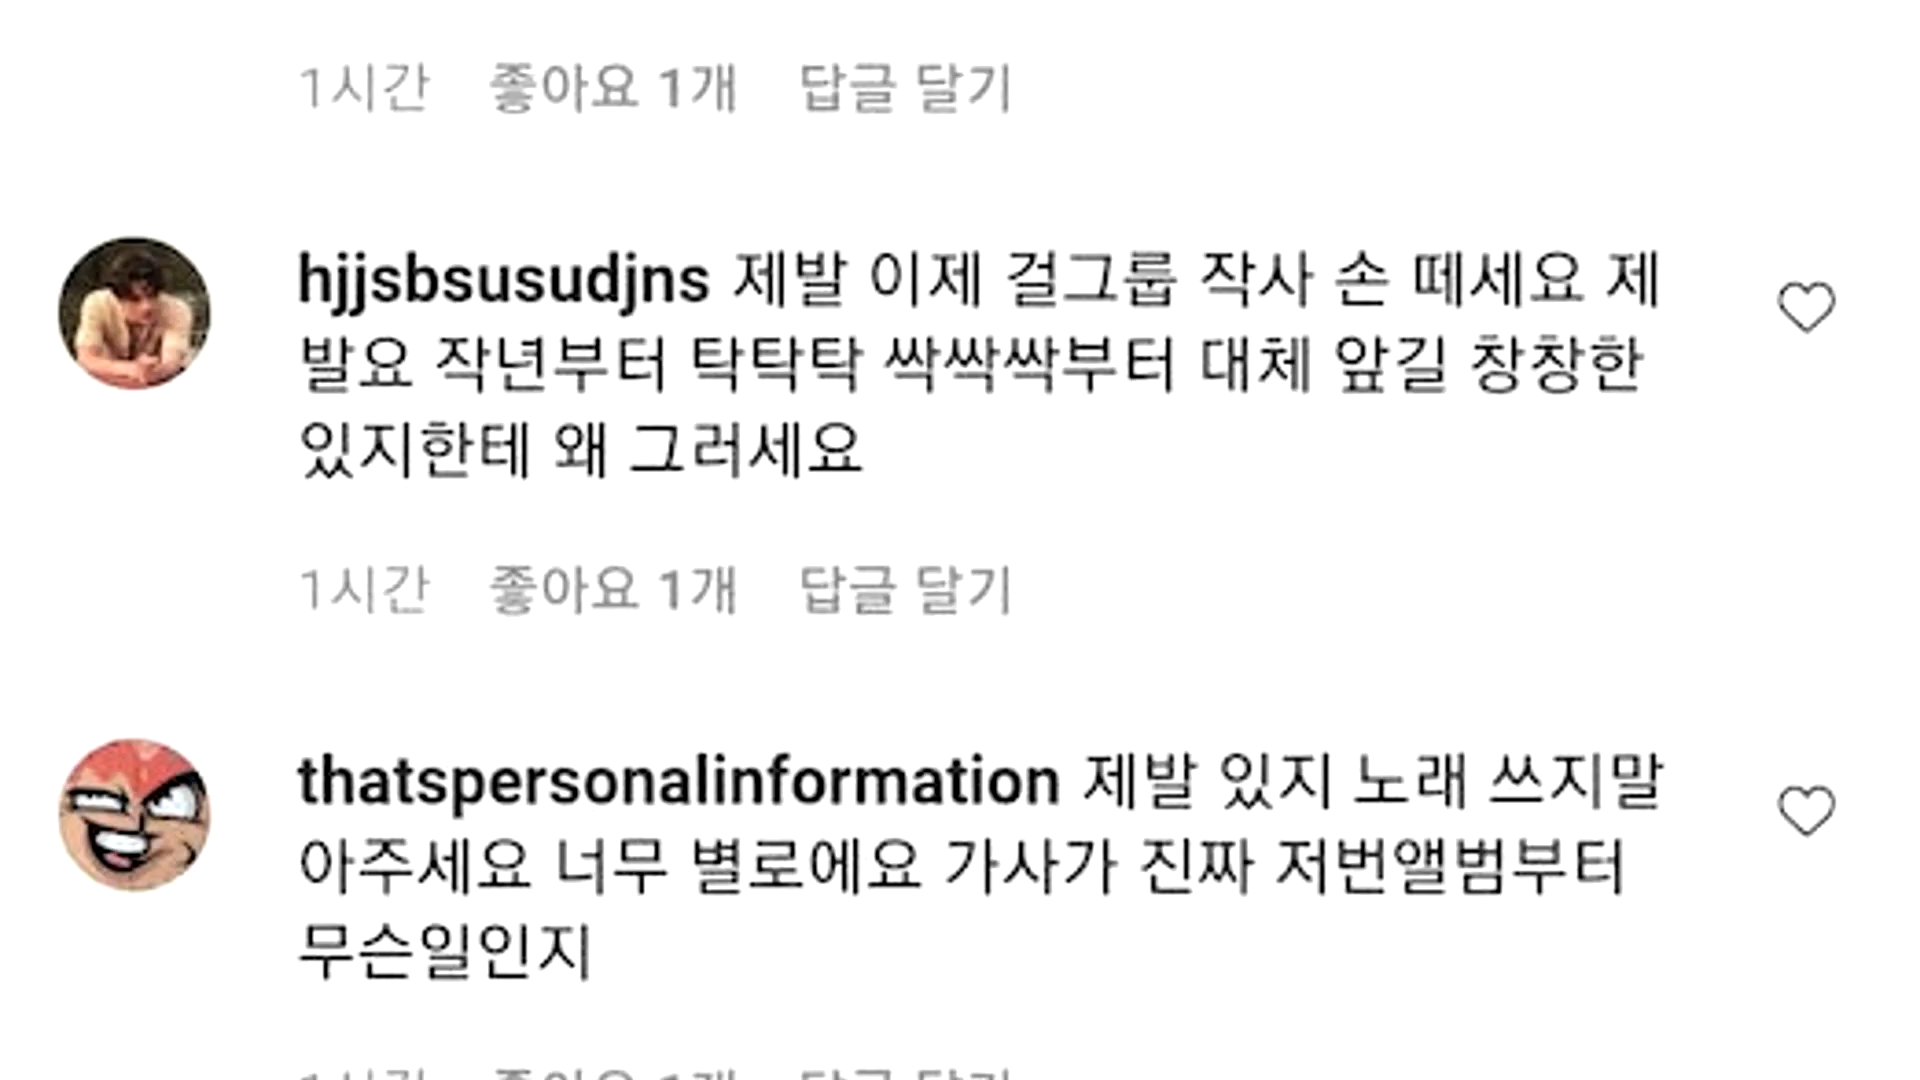 1시간 좋아요 1개 답글 달기
hjjsbsusudjns 제발 이제 걸그룹 작사 손 떼세요 제
발요 작년부터 탁탁탁 싹싹싹부터 대체 앞길 창창한
있지한테 왜 그러세요
1시간 좋아요 1개 답글 달기
thatspersonalinformation 제발 있지 노래 쓰지말
아주세요 너무 별로에요 가사가 진짜 저번앨범부터
무슨일인지